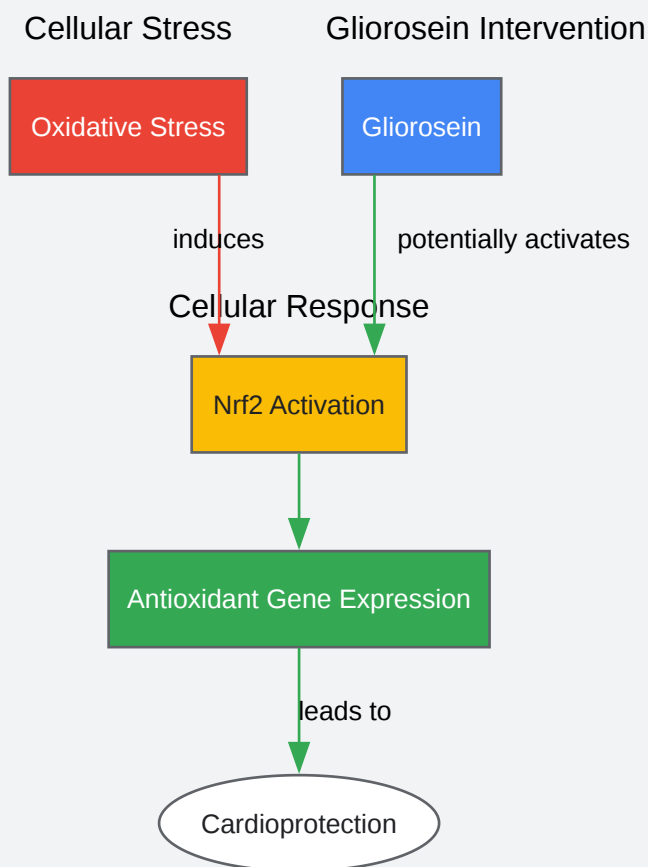 Cellular Stress
Gliorosein Intervention
Oxidative Stress
Gliorosein
induces
potentially activates
Cellular Response
Nrf2 Activation
Antioxidant Gene Expression
leads to
Cardioprotection